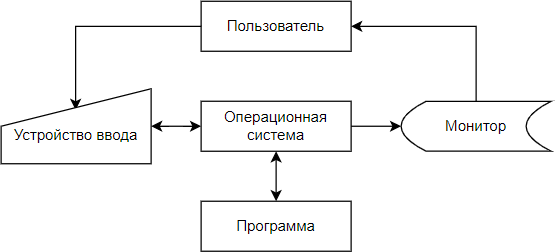 Пользователь
Устройство ввода
Операционная
система
Монитор
Программа